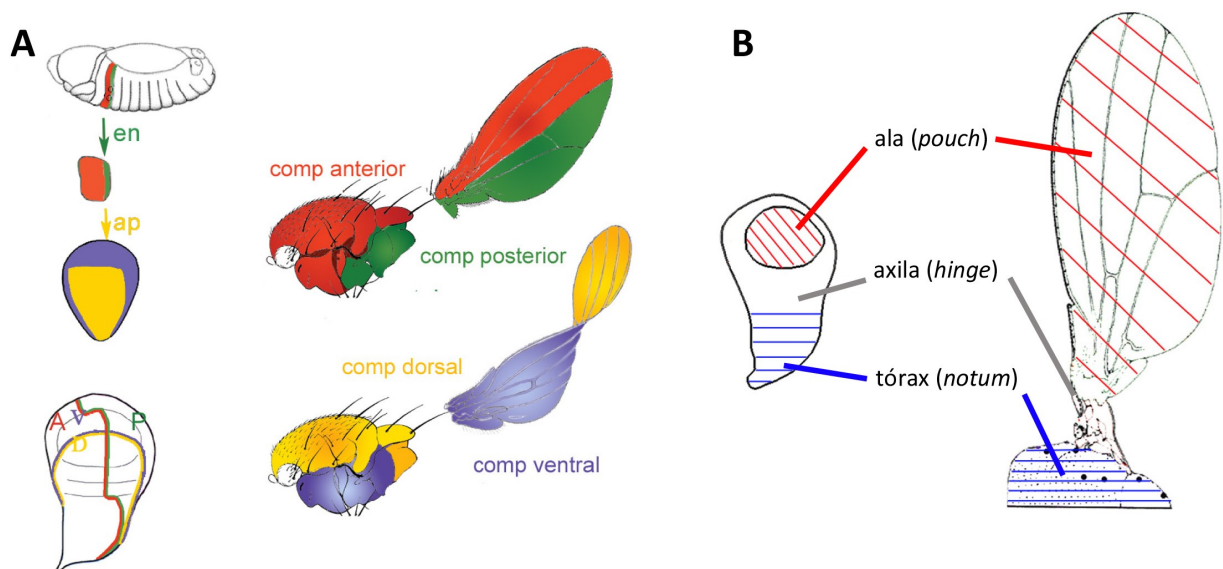 A
en
ap
A
V
P
D
comp anterior
comp posterior
comp dorsal
comp ventral
B
ala (pouch)
axila (hinge)
tórax (notum)